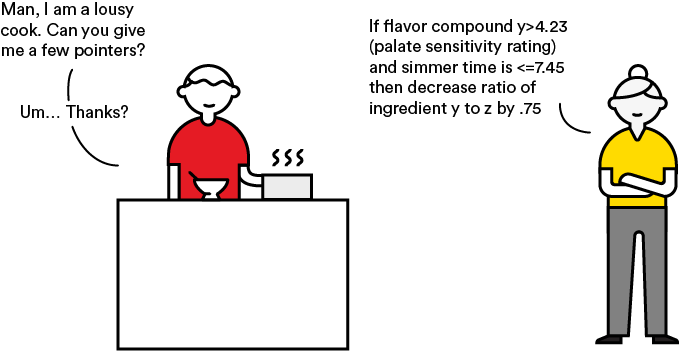 Man, I am a lousy
cook. Can you give
me a few pointers?
If flavor compound y>4.23
(palate sensitivity rating)
and simmer time is <=7.45
then decrease ratio of
ingredient y to z by .75
Um... Thanks?